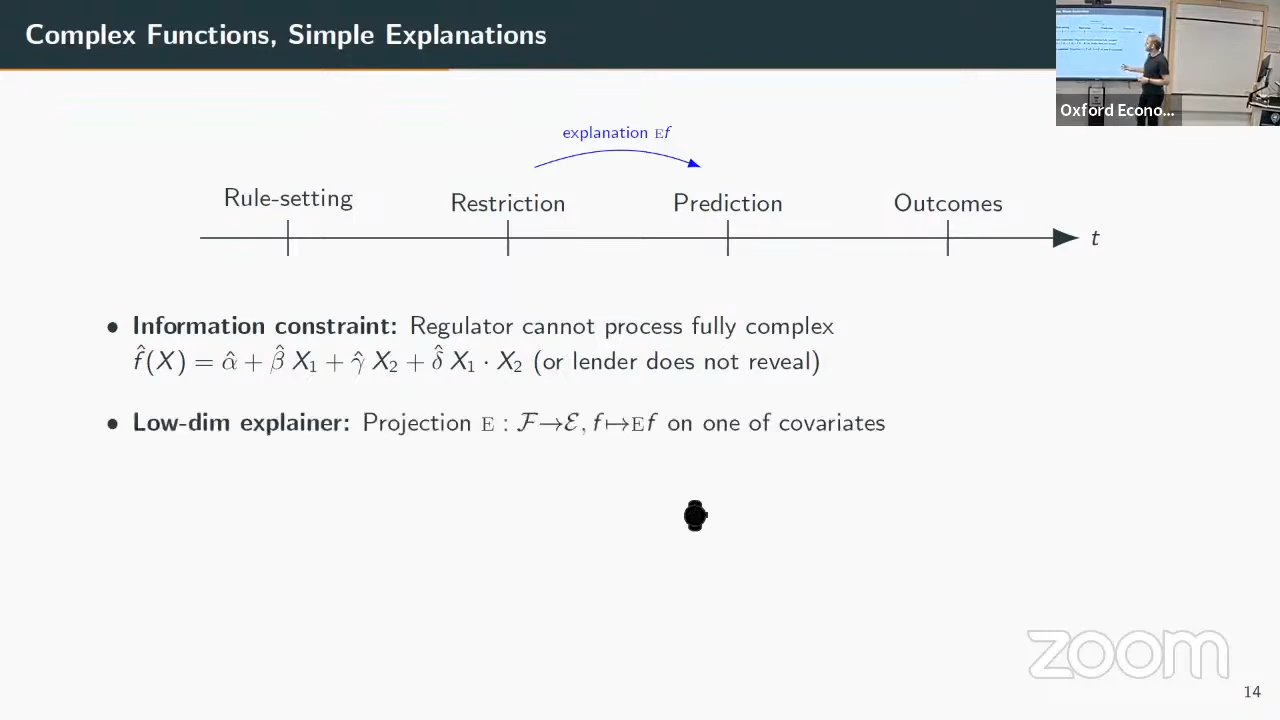 Complex Functions, Simple Explanations
Oxford Econo...
explanation Ef
Rule-setting Restriction Prediction Outcomes
t
• Information constraint: Regulator cannot process fully complex
f̂(X) = α̂ + β̂ X₁ + γ̂ X₂ + δ̂ X₁ · X₂ (or lender does not reveal)
• Low-dim explainer: Projection E : ℱ→ℰ, f↦Ef on one of covariates
zoom
14